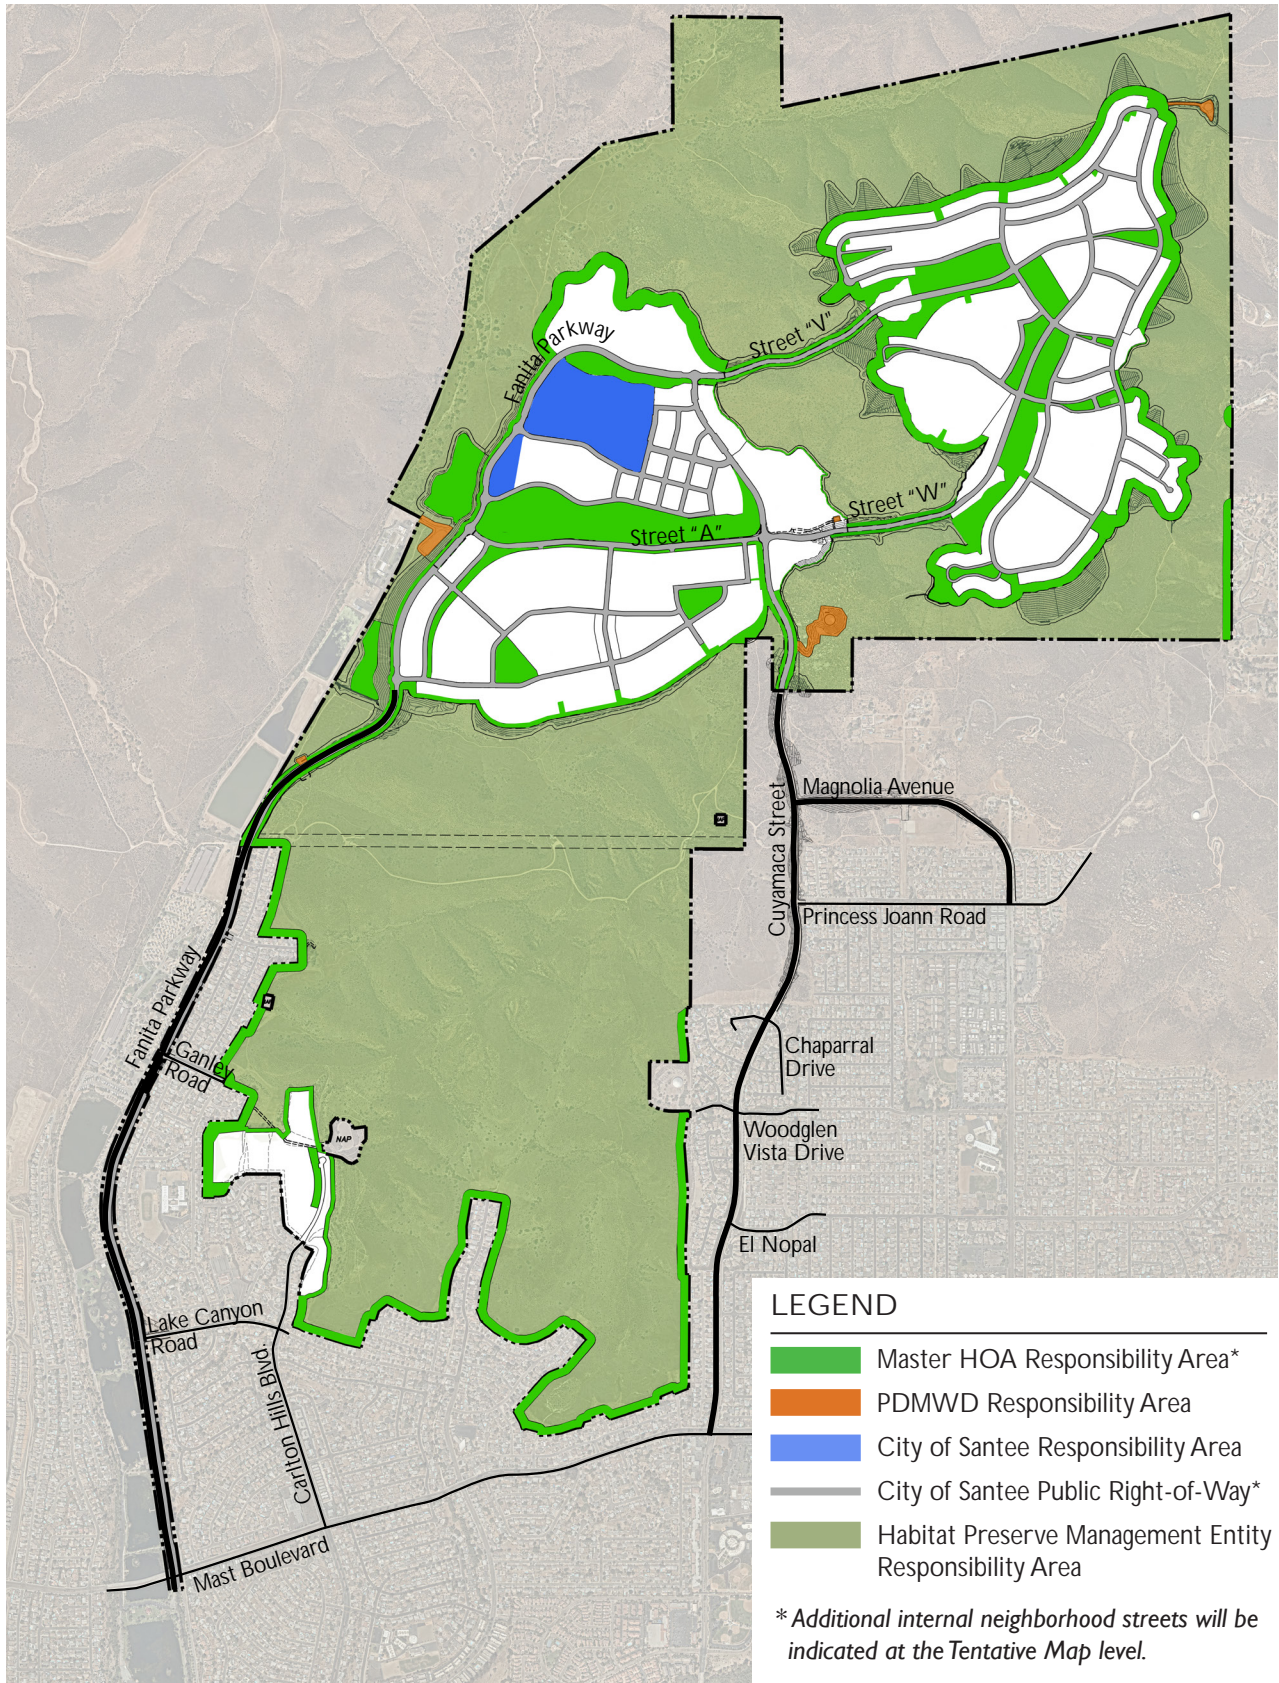 Fanita Parkway
Street “V”
Street “W”
Street “A”
Magnolia Avenue
Cuyamaca Street
Princess Joann Road
Fanita Parkway
Ganley
Road
Chaparral
Drive
NAP
Woodglen
Vista Drive
El Nopal
Lake Canyon
Road
Carlton Hills Blvd.
Mast Boulevard
LEGEND
Master HOA Responsibility Area*
PDMWD Responsibility Area
City of Santee Responsibility Area
City of Santee Public Right-of-Way*
Habitat Preserve Management Entity
Responsibility Area
* Additional internal neighborhood streets will be
indicated at the Tentative Map level.